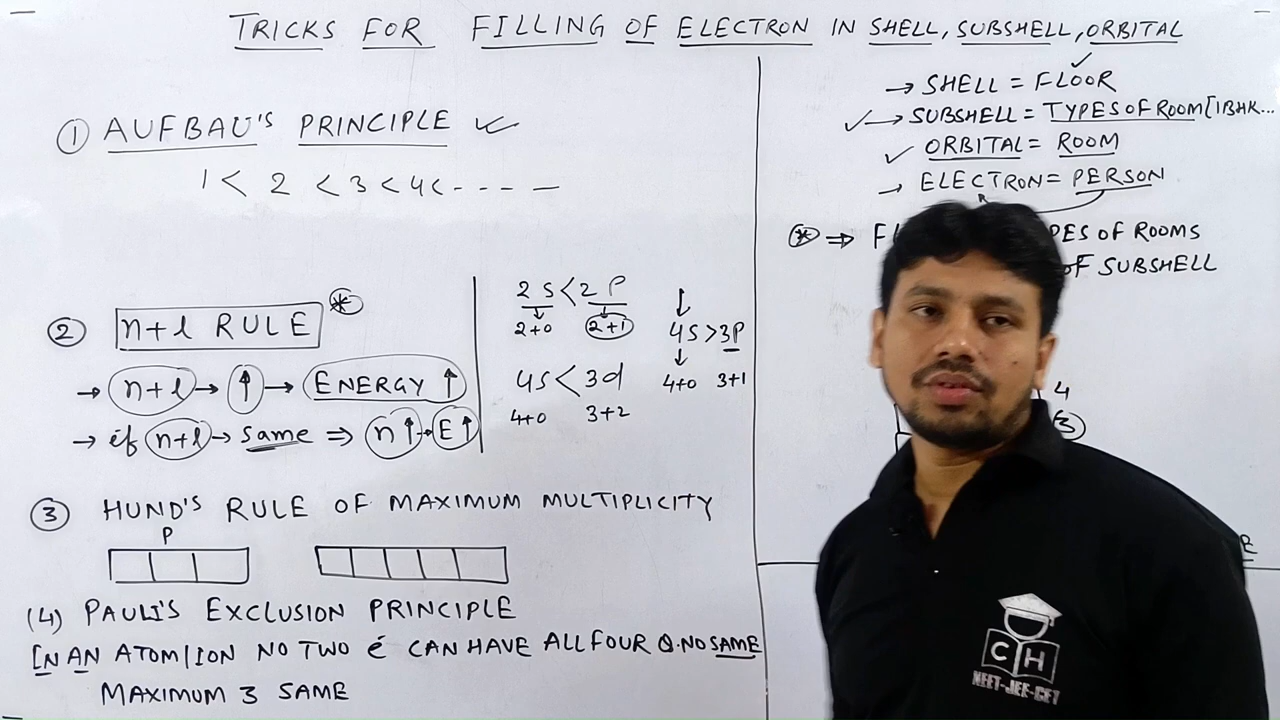 TRICKS FOR FILLING OF ELECTRON IN SHELL, SUBSHELL, ORBITAL
① AUFBAU'S PRINCIPLE ✓
1 < 2 < 3 < 4 < - - - -
② n+l RULE *
→ n+l → ↑ → ENERGY ↑
→ if n+l → same ⇒ n↑ → E↑
2S < 2P
2+0 2+1
4S > 3P
4+0 3+1
4S < 3d
4+0 3+2
③ HUND'S RULE OF MAXIMUM MULTIPLICITY
P
(4) PAULI'S EXCLUSION PRINCIPLE
IN AN ATOM/ION NO TWO é CAN HAVE ALL FOUR Q.NO SAME
MAXIMUM 3 SAME
→ SHELL = FLOOR ✓
✓ → SUBSHELL = TYPES OF ROOM [1BHK...
✓ ORBITAL = ROOM
→ ELECTRON = PERSON
* ⇒ F PES OF ROOMS
OF SUBSHELL
4
3
R
CH
NEET-JEE-CET